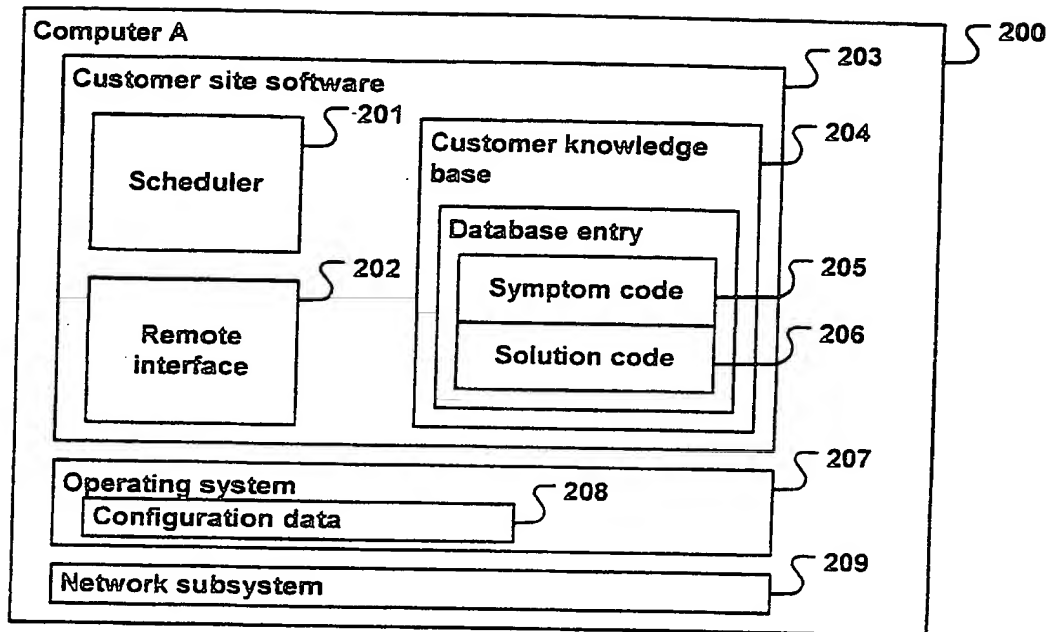 Computer A
200
Customer site software
203
201
Scheduler
Customer knowledge
base
204
Database entry
202
Symptom code
205
Remote
interface
Solution code
206
Operating system
207
Configuration data
208
Network subsystem
209